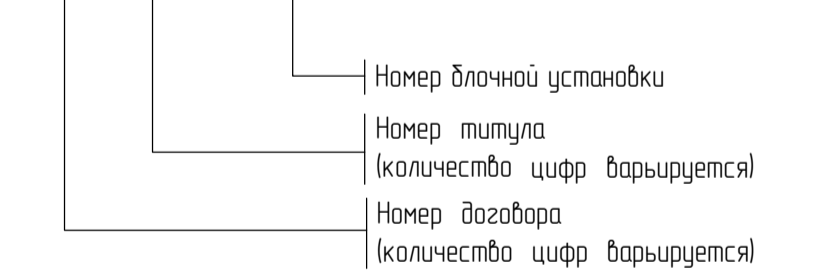 Номер блочной установки
Номер титула
(количество цифр варьируется)
Номер договора
(количество цифр варьируется)